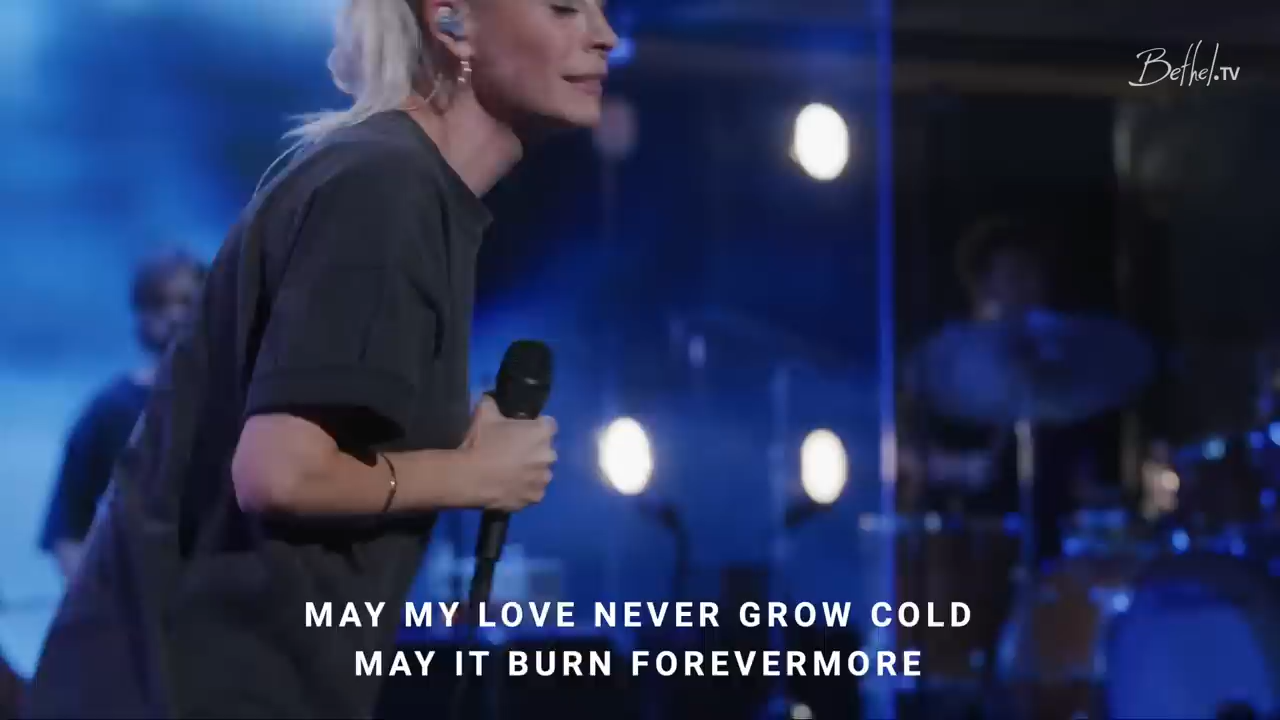 Bethel.TV
MAY MY LOVE NEVER GROW COLD
MAY IT BURN FOREVERMORE